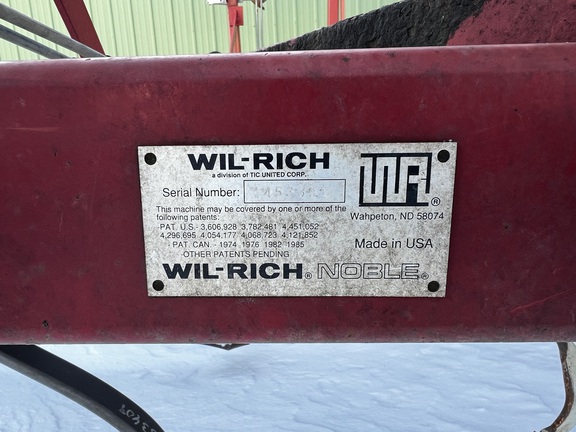 WIL-RICH
a division of TIC UNITED CORP.
Serial Number:
This machine may be covered by one or more of the
following patents:
PAT. U.S.- 3,606,928 3,782,461 4,451,052
4,296,695 4,054,177 4,068,723 4,121,852
- PAT. CAN - 1974 1976 1982 1985
OTHER PATENTS PENDING
WIL-RICH® NOBLE®
WR®
Wahpeton, ND 58074
Made in USA